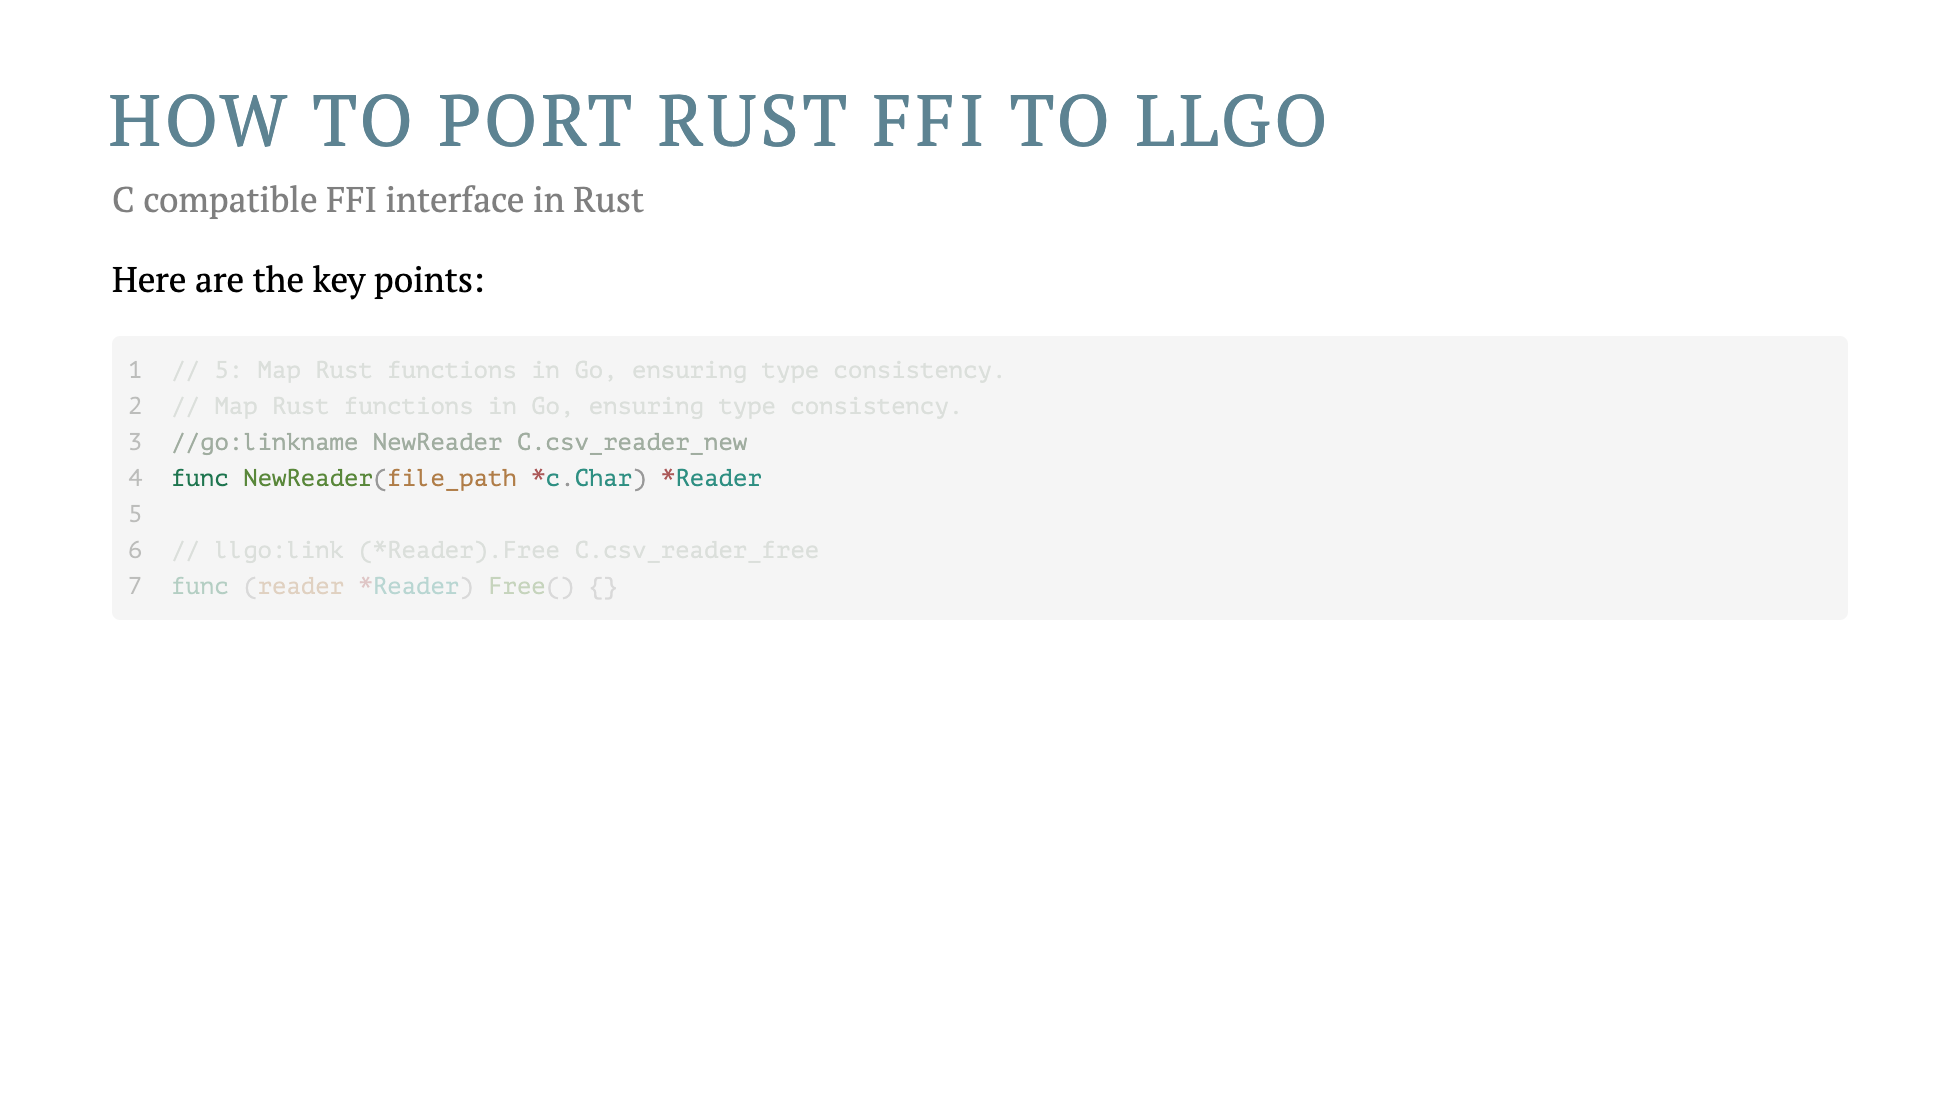 HOW TO PORT RUST FFI TO LLGO
C compatible FFI interface in Rust
Here are the key points:
1 // 5: Map Rust functions in Go, ensuring type consistency.
2 // Map Rust functions in Go, ensuring type consistency.
3 //go:linkname NewReader C.csv_reader_new
4 func NewReader(file_path *c.Char) *Reader
5
6 // llgo:link (*Reader).Free C.csv_reader_free
7 func (reader *Reader) Free() {}